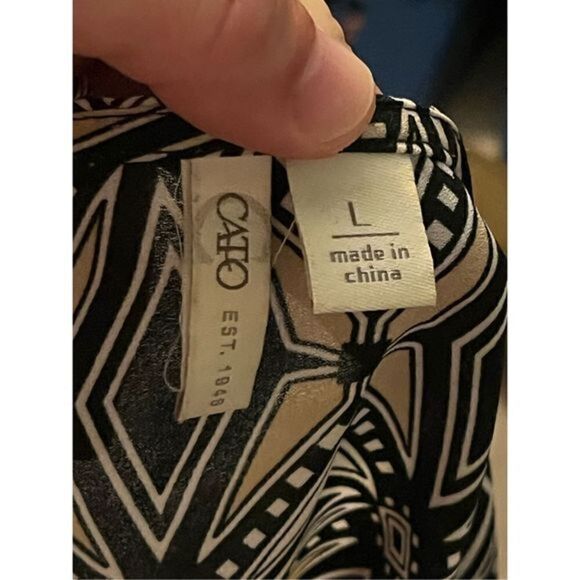 CATO
EST. 1946
L
made in
china